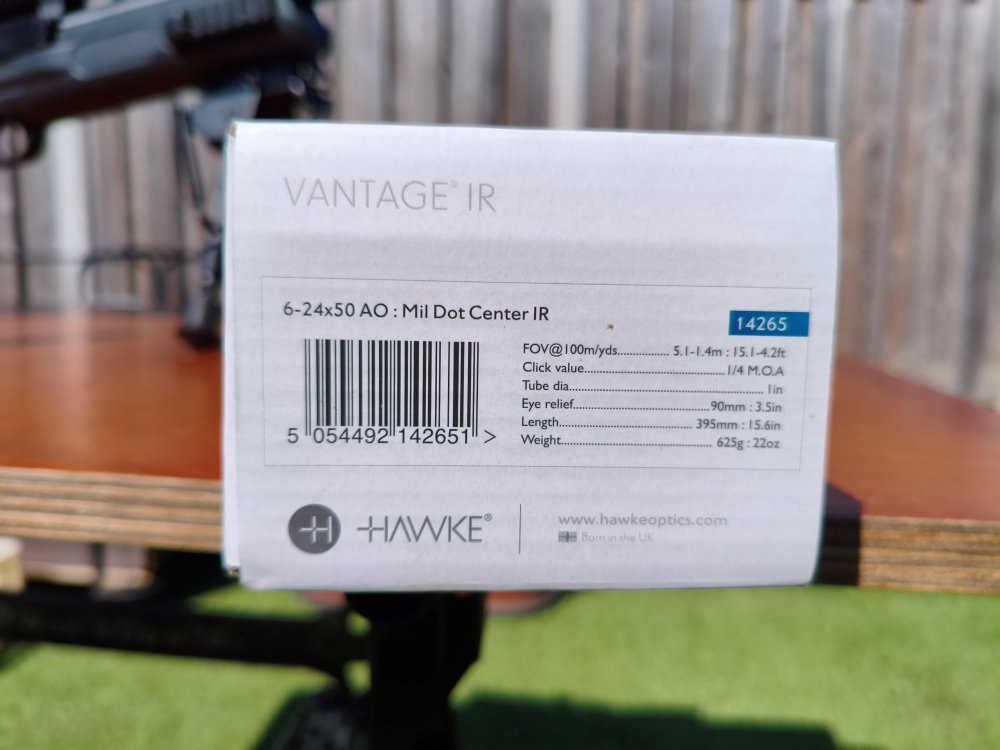 VANTAGE® IR
6-24x50 AO : Mil Dot Center IR
14265
FOV@100m/yds................ 5.1-1.4m : 15.1-4.2ft
Click value............................................1/4 M.O.A
Tube dia.............................................................1in
Eye relief...........................................90mm : 3.5in
Length......................................... 395mm : 15.6in
Weight.............................................. 625g : 22oz
5 054492 142651 >
HAWKE®
www.hawkeoptics.com
Born in the UK